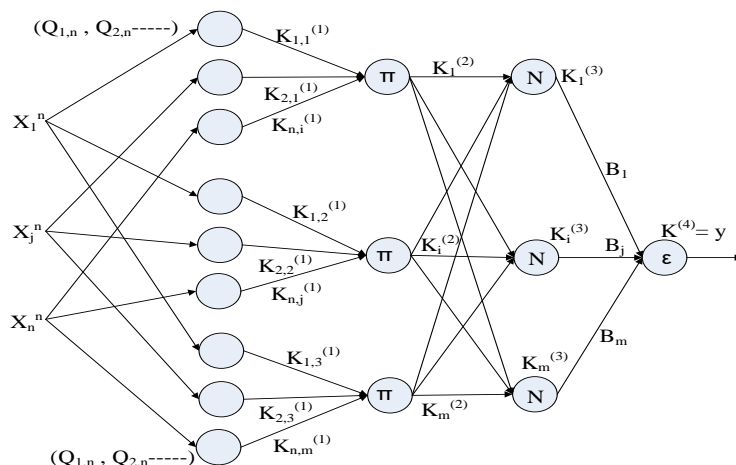 (Q₁,ₙ , Q₂,ₙ-----)
K₁,₁⁽¹⁾
K₂,₁⁽¹⁾
Kₙ,ᵢ⁽¹⁾
π
K₁⁽²⁾
N
K₁⁽³⁾
X₁ⁿ
B₁
K₁,₂⁽¹⁾
Xⱼⁿ
K₂,₂⁽¹⁾
Kₙ,ⱼ⁽¹⁾
π
Kᵢ⁽²⁾
N
Kᵢ⁽³⁾
Bⱼ
K⁽⁴⁾= y
ε
Xₙⁿ
Bₘ
K₁,₃⁽¹⁾
K₂,₃⁽¹⁾
Kₙ,ₘ⁽¹⁾
π
Kₘ⁽²⁾
N
Kₘ⁽³⁾
(Q₁,ₙ , Q₂,ₙ-----)